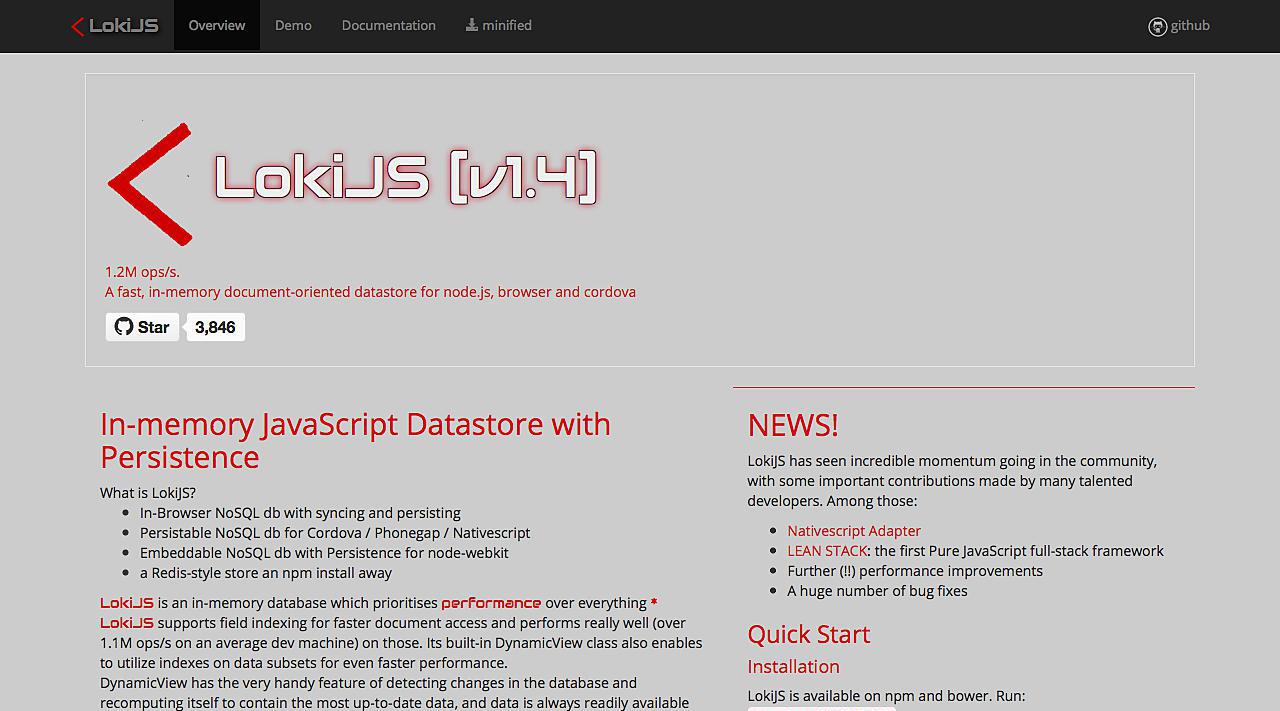 LokiJS Overview Demo Documentation minified github
LokiJS [v1.4]
1.2M ops/s.
A fast, in-memory document-oriented datastore for node.js, browser and cordova
Star 3,846
In-memory JavaScript Datastore with
Persistence
What is LokiJS?
In-Browser NoSQL db with syncing and persisting
Persistable NoSQL db for Cordova / Phonegap / Nativescript
Embeddable NoSQL db with Persistence for node-webkit
a Redis-style store an npm install away
LokiJS is an in-memory database which prioritises performance over everything *
LokiJS supports field indexing for faster document access and performs really well (over
1.1M ops/s on an average dev machine) on those. Its built-in DynamicView class also enables
to utilize indexes on data subsets for even faster performance.
DynamicView has the very handy feature of detecting changes in the database and
recomputing itself to contain the most up-to-date data, and data is always readily available
NEWS!
LokiJS has seen incredible momentum going in the community,
with some important contributions made by many talented
developers. Among those:
Nativescript Adapter
LEAN STACK: the first Pure JavaScript full-stack framework
Further (!!) performance improvements
A huge number of bug fixes
Quick Start
Installation
LokiJS is available on npm and bower. Run: